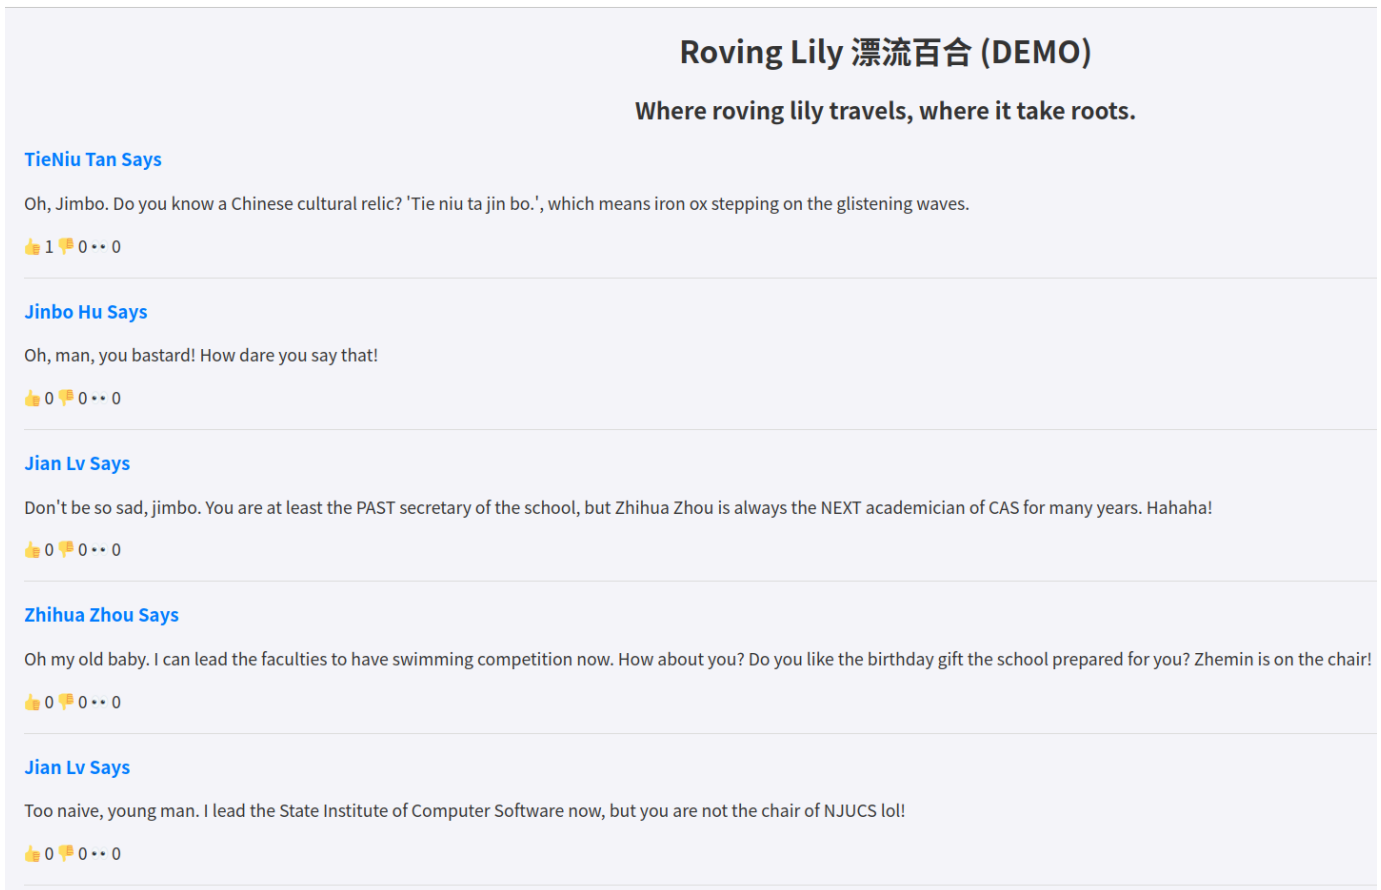 Roving Lily 漂流百合 (DEMO)
Where roving lily travels, where it take roots.
TieNiu Tan Says
Oh, Jimbo. Do you know a Chinese cultural relic? 'Tie niu ta jin bo.', which means iron ox stepping on the glistening waves.
👍 1 👎 0 👀 0
Jinbo Hu Says
Oh, man, you bastard! How dare you say that!
👍 0 👎 0 👀 0
Jian Lv Says
Don't be so sad, jimbo. You are at least the PAST secretary of the school, but Zhihua Zhou is always the NEXT academician of CAS for many years. Hahaha!
👍 0 👎 0 👀 0
Zhihua Zhou Says
Oh my old baby. I can lead the faculties to have swimming competition now. How about you? Do you like the birthday gift the school prepared for you? Zhemin is on the chair!
👍 0 👎 0 👀 0
Jian Lv Says
Too naive, young man. I lead the State Institute of Computer Software now, but you are not the chair of NJUCS lol!
👍 0 👎 0 👀 0